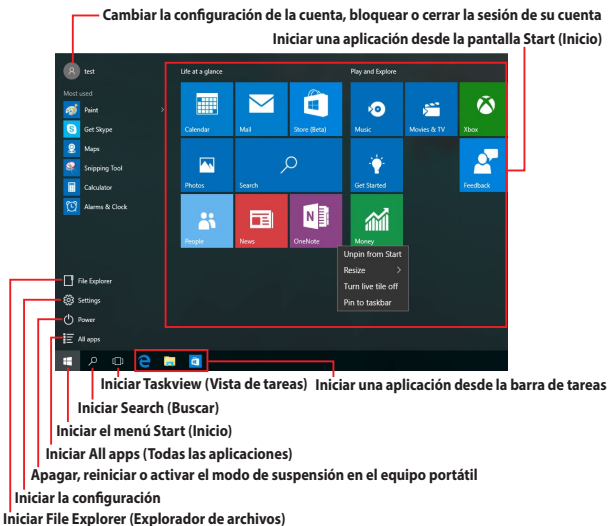 Cambiar la configuración de la cuenta, bloquear o cerrar la sesión de su cuenta
Iniciar una aplicación desde la pantalla Start (Inicio)
test
Life at a glance
Play and Explore
Most used
Paint
Get Skype
Maps
Snipping Tool
Calculator
Alarms & Clock
Calendar
Mail
Store (Beta)
Music
Movies & TV
Xbox
Photos
Search
Get Started
Feedback
People
News
OneNote
Money
Unpin from Start
Resize
Turn live tile off
Pin to taskbar
File Explorer
Settings
Power
All apps
Iniciar Taskview (Vista de tareas)
Iniciar una aplicación desde la barra de tareas
Iniciar Search (Buscar)
Iniciar el menú Start (Inicio)
Iniciar All apps (Todas las aplicaciones)
Apagar, reiniciar o activar el modo de suspensión en el equipo portátil
Iniciar la configuración
Iniciar File Explorer (Explorador de archivos)